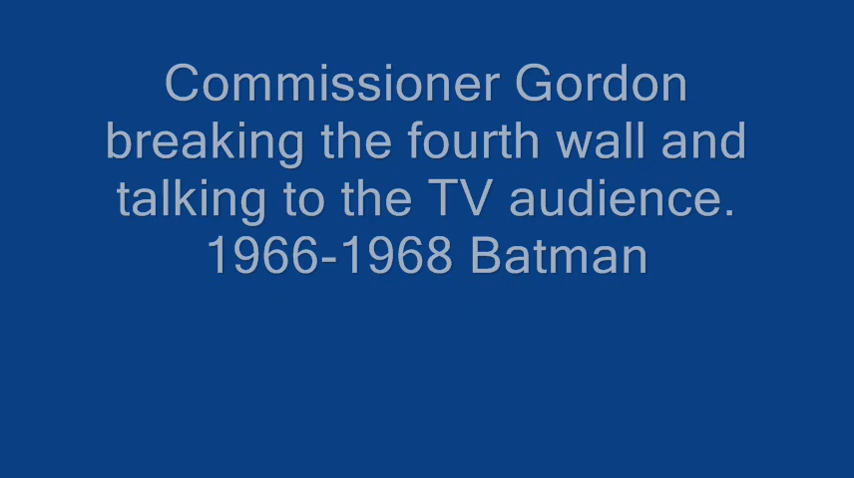 Commissioner Gordon
breaking the fourth wall and
talking to the TV audience.
1966-1968 Batman